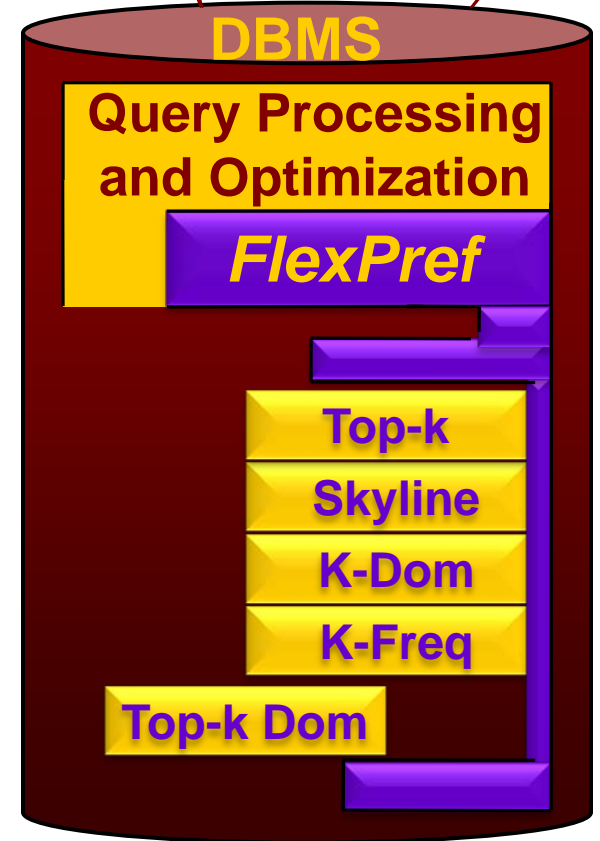 DBMS
Query Processing
and Optimization
FlexPref
Top-k
Skyline
K-Dom
K-Freq
Top-k Dom